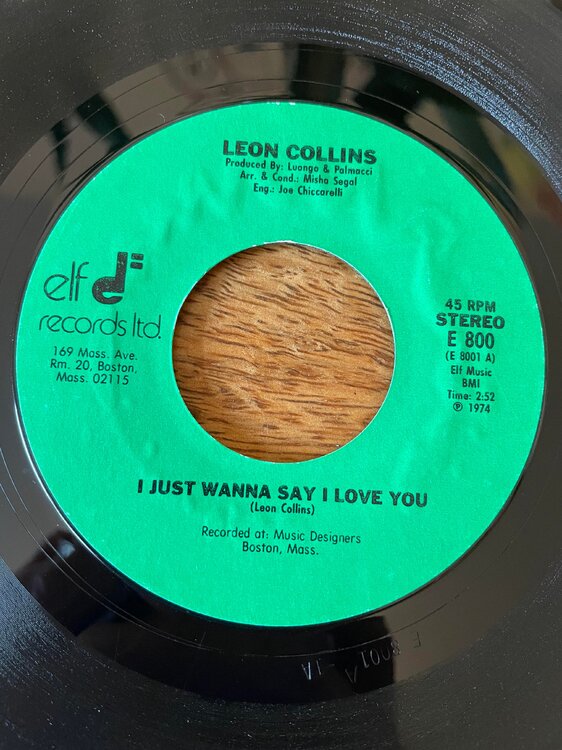 LEON COLLINS
Produced By: Luongo & Palmacci
Arr. & Cond.: Misha Segal
Eng.: Joe Chiccarelli
elf
records ltd.
169 Mass. Ave.
Rm. 20, Boston,
Mass. 02115
45 RPM
STEREO
E 800
(E 8001 A)
Elf Music
BMI
Time: 2:52
℗ 1974
I JUST WANNA SAY I LOVE YOU
(Leon Collins)
Recorded at: Music Designers
Boston, Mass.